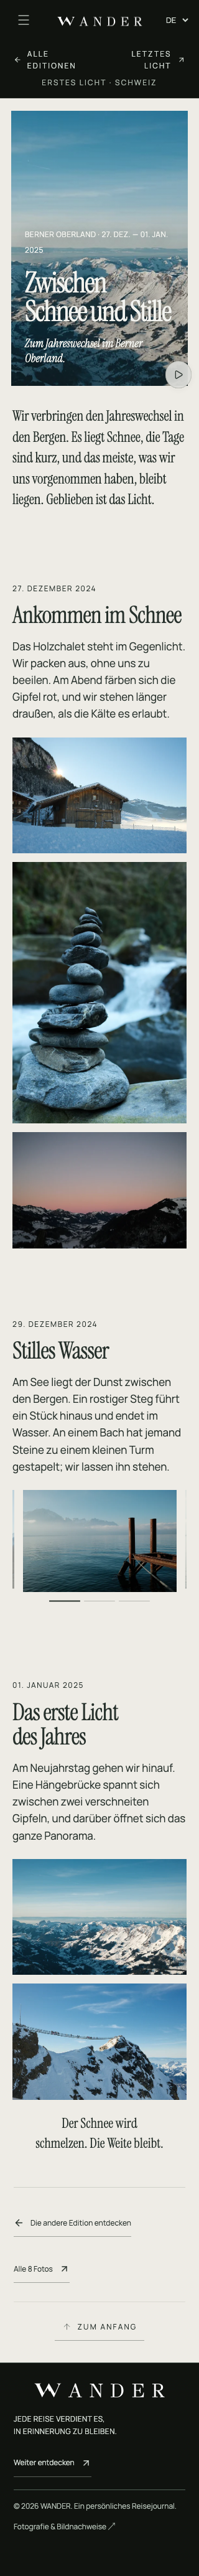 WANDER
DE
ALLE
EDITIONEN
LETZTES
LICHT
ERSTES LICHT · SCHWEIZ
BERNER OBERLAND · 27. DEZ. — 01. JAN.
2025
Zwischen
Schnee und Stille
Zum Jahreswechsel im Berner
Oberland.
Wir verbringen den Jahreswechsel in
den Bergen. Es liegt Schnee, die Tage
sind kurz, und das meiste, was wir
uns vorgenommen haben, bleibt
liegen. Geblieben ist das Licht.
27. DEZEMBER 2024
Ankommen im Schnee
Das Holzchalet steht im Gegenlicht.
Wir packen aus, ohne uns zu
beeilen. Am Abend färben sich die
Gipfel rot, und wir stehen länger
draußen, als die Kälte es erlaubt.
29. DEZEMBER 2024
Stilles Wasser
Am See liegt der Dunst zwischen
den Bergen. Ein rostiger Steg führt
ein Stück hinaus und endet im
Wasser. An einem Bach hat jemand
Steine zu einem kleinen Turm
gestapelt; wir lassen ihn stehen.
01. JANUAR 2025
Das erste Licht
des Jahres
Am Neujahrstag gehen wir hinauf.
Eine Hängebrücke spannt sich
zwischen zwei verschneiten
Gipfeln, und darüber öffnet sich das
ganze Panorama.
Der Schnee wird
schmelzen. Die Weite bleibt.
Die andere Edition entdecken
Alle 8 Fotos
ZUM ANFANG
WANDER
JEDE REISE VERDIENT ES,
IN ERINNERUNG ZU BLEIBEN.
Weiter entdecken
© 2026 WANDER. Ein persönliches Reisejournal.
Fotografie & Bildnachweise